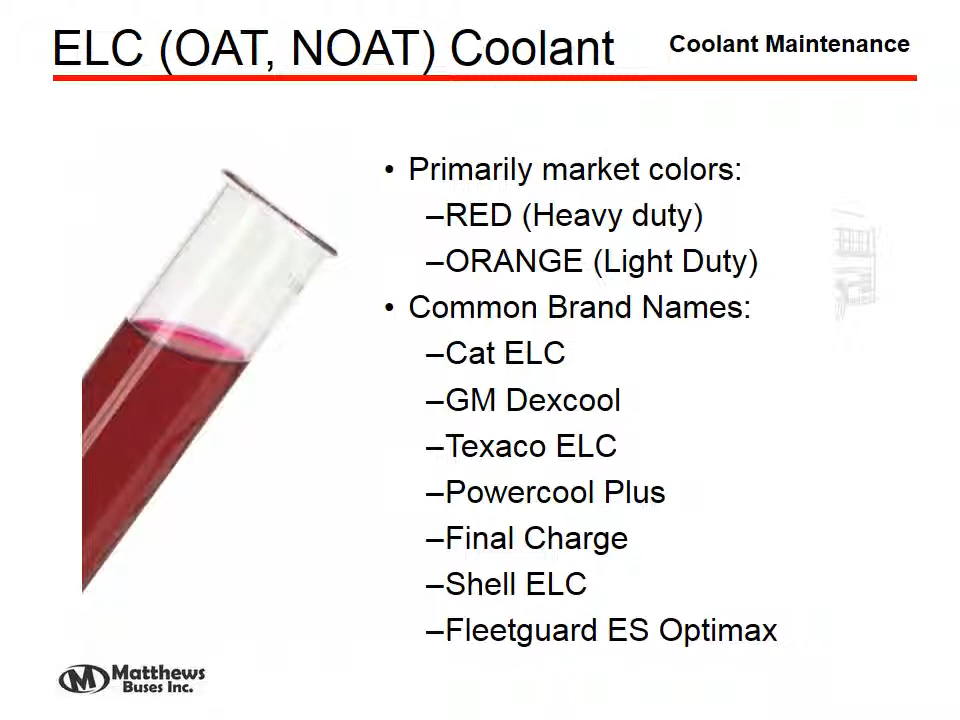 ELC (OAT, NOAT) Coolant
Coolant Maintenance
• Primarily market colors:
–RED (Heavy duty)
–ORANGE (Light Duty)
• Common Brand Names:
–Cat ELC
–GM Dexcool
–Texaco ELC
–Powercool Plus
–Final Charge
–Shell ELC
–Fleetguard ES Optimax
M Matthews
Buses Inc.